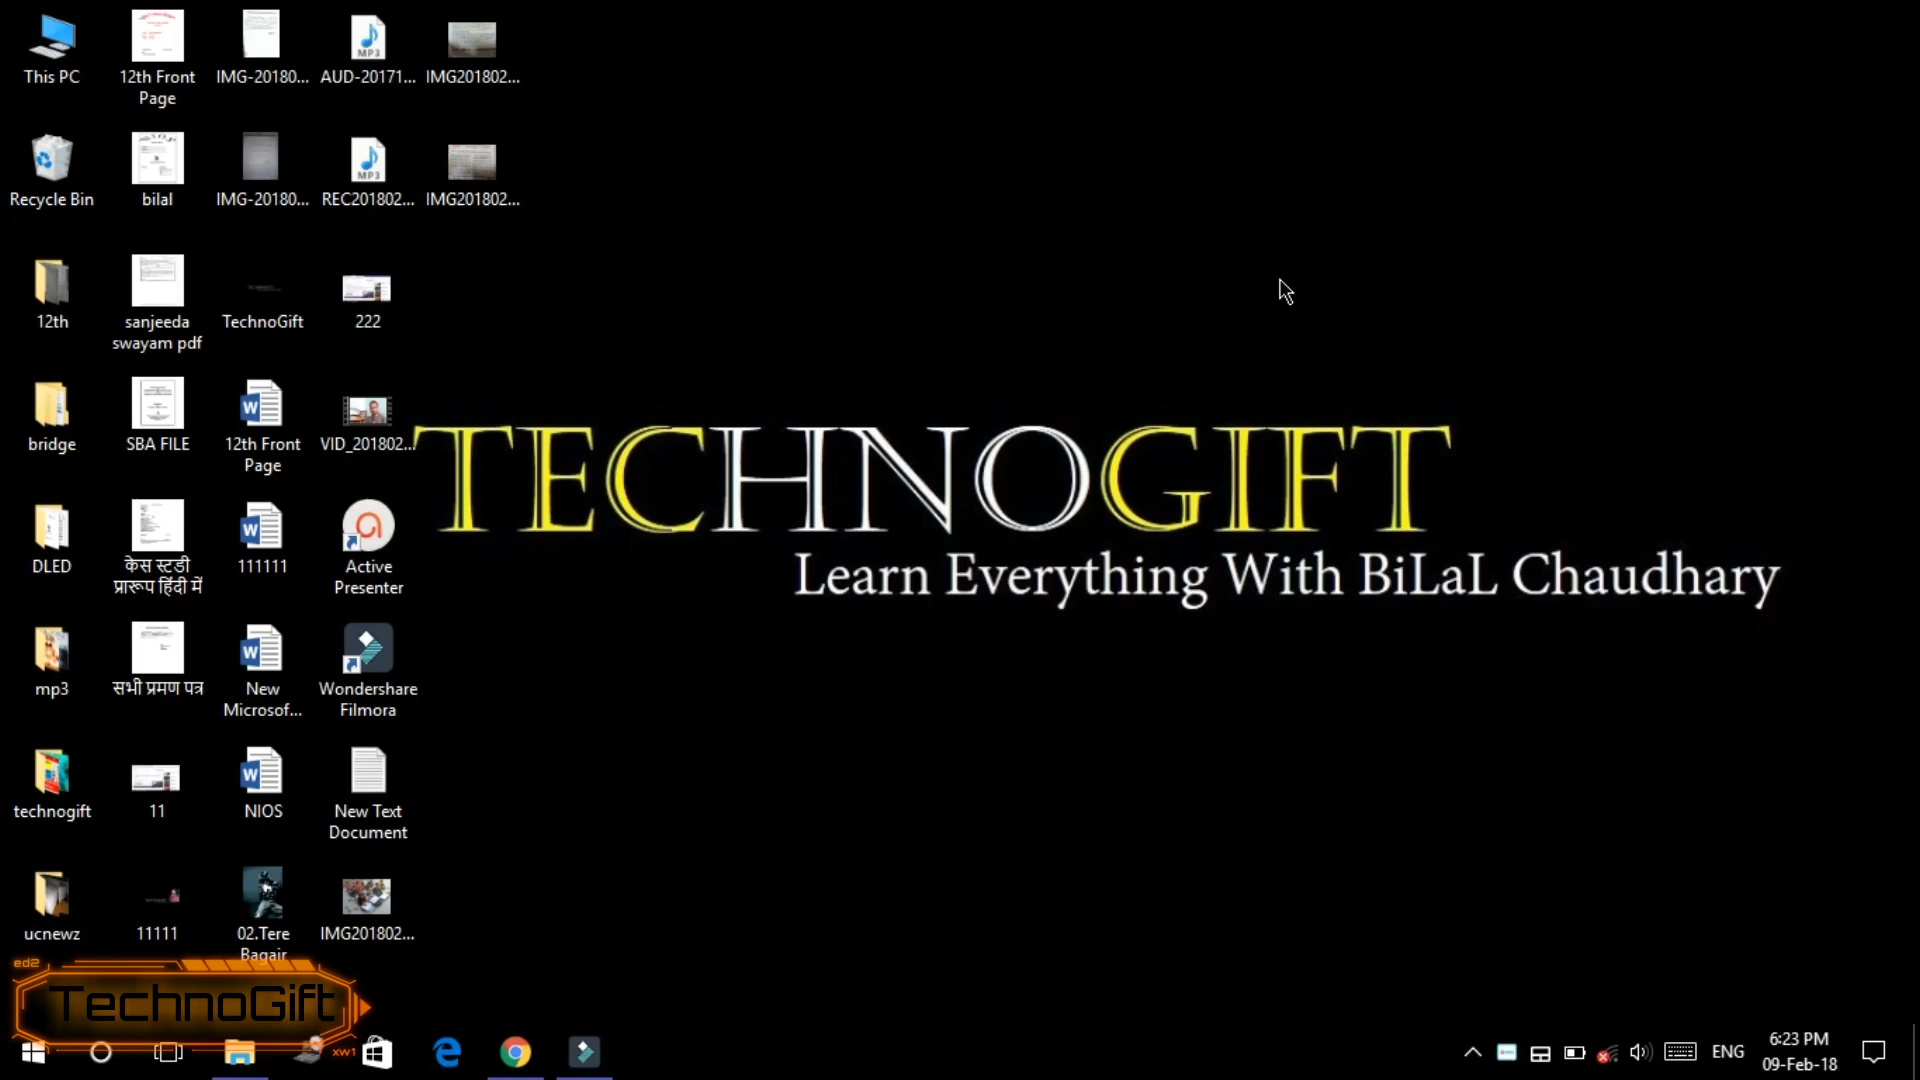 This PC
12th Front
Page
IMG-20180...
AUD-20171...
IMG201802...
Recycle Bin
bilal
IMG-20180...
REC201802...
IMG201802...
12th
sanjeeda
swayam pdf
TechnoGift
222
bridge
SBA FILE
12th Front
Page
VID_201802...
TECHNOGIFT
Learn Everything With BiLaL Chaudhary
DLED
केस स्टडी
प्रारूप हिंदी में
111111
Active
Presenter
mp3
सभी प्रमण पत्र
New
Microsof...
Wondershare
Filmora
technogift
11
NIOS
New Text
Document
ucnewz
11111
02.Tere
Bagair
IMG201802...
ed2
TechnoGift
xw1
ENG
6:23 PM
09-Feb-18